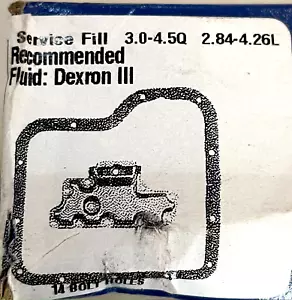 Service Fill 3.0-4.5Q 2.84-4.26L
Recommended
Fluid: Dexron III
14 BOLT HOLES